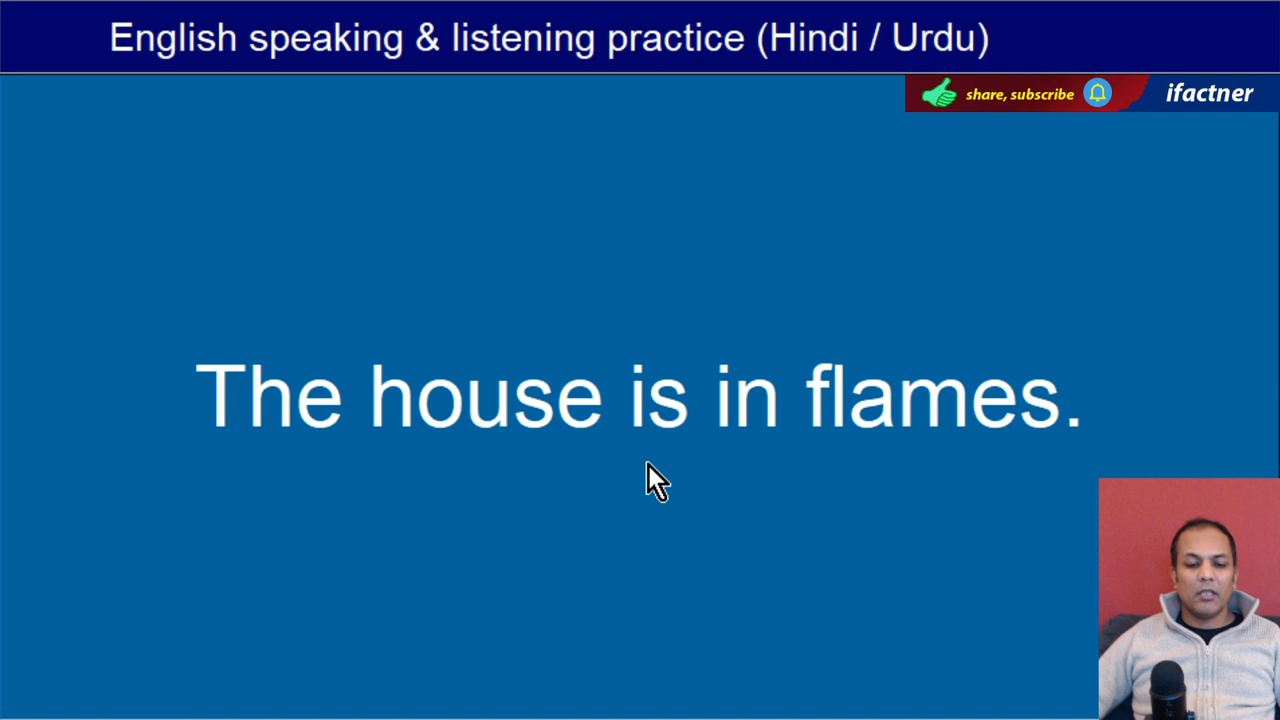 English speaking & listening practice (Hindi / Urdu)
share, subscribe
ifactner
The house is in flames.